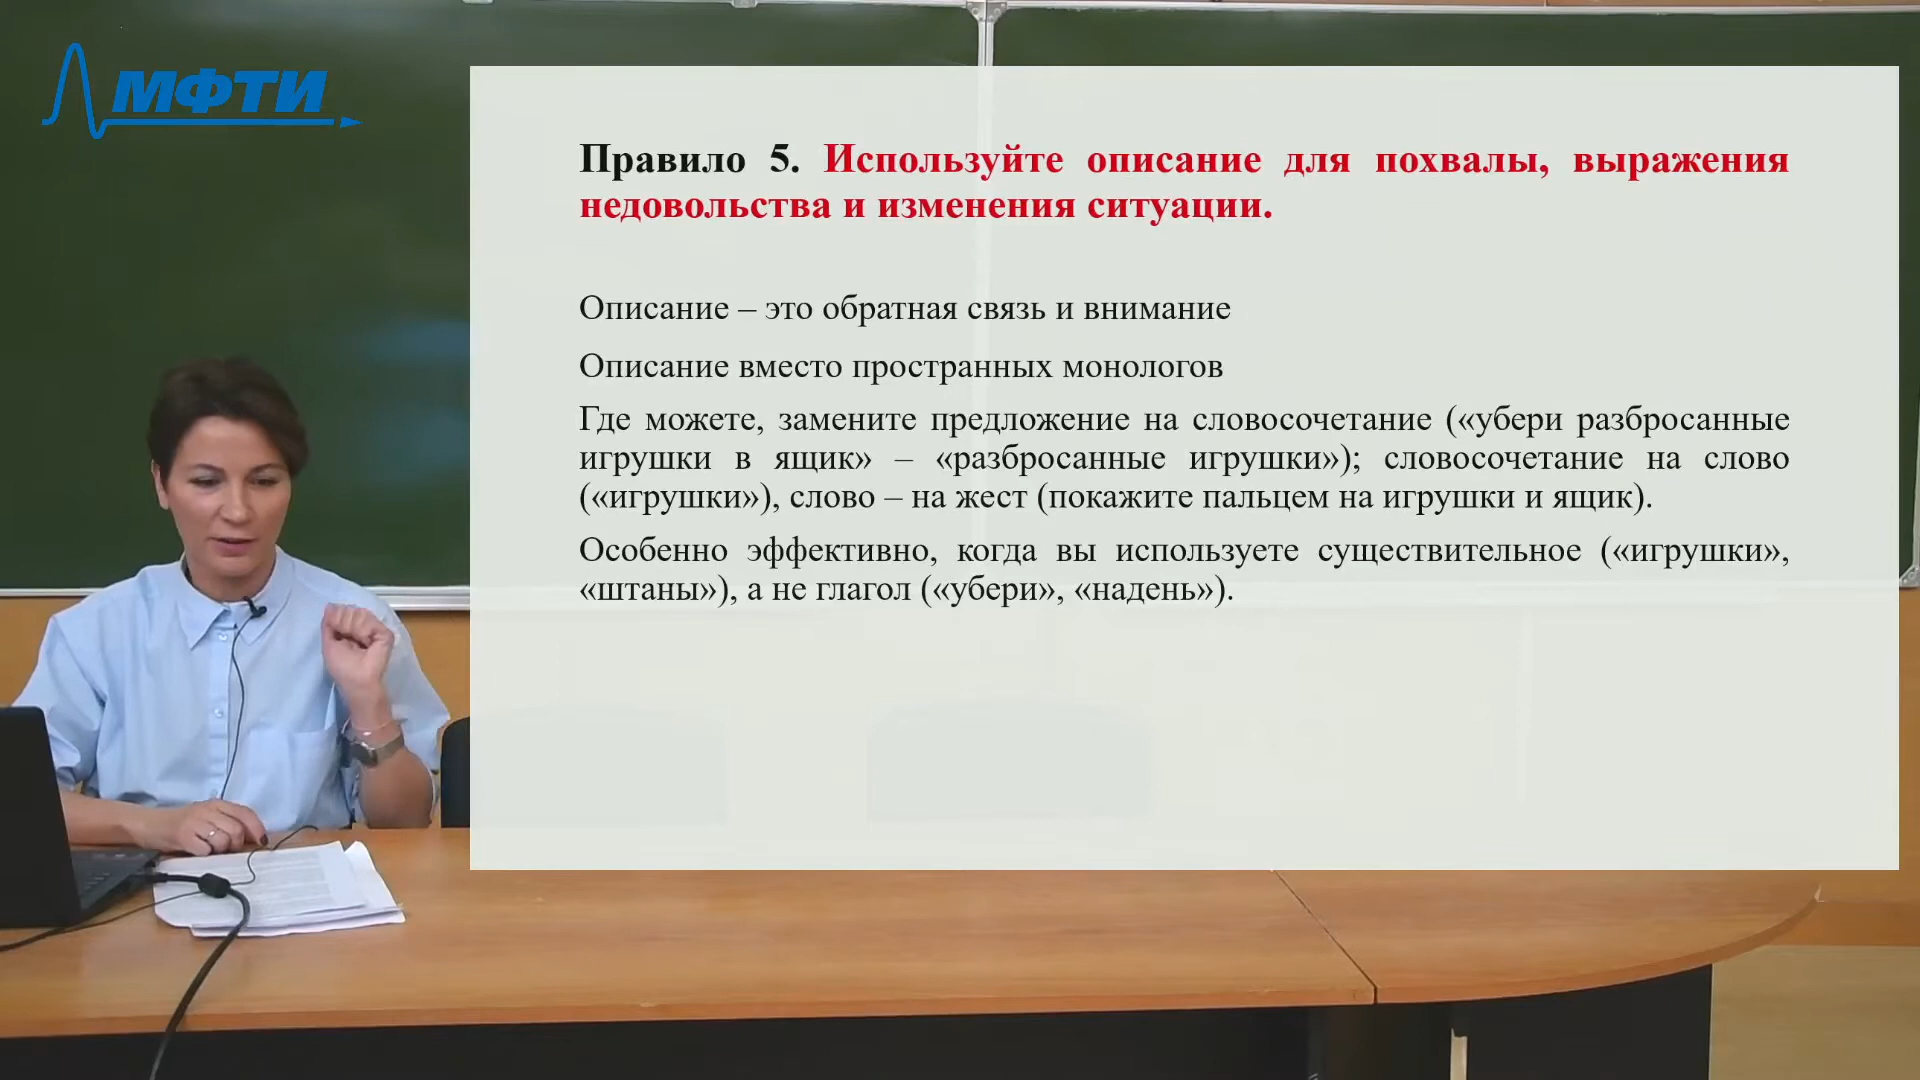 МФТИ
Правило 5. Используйте описание для похвалы, выражения
недовольства и изменения ситуации.
Описание – это обратная связь и внимание
Описание вместо пространных монологов
Где можете, замените предложение на словосочетание («убери разбросанные
игрушки в ящик» – «разбросанные игрушки»); словосочетание на слово
(«игрушки»), слово – на жест (покажите пальцем на игрушки и ящик).
Особенно эффективно, когда вы используете существительное («игрушки»,
«штаны»), а не глагол («убери», «надень»).